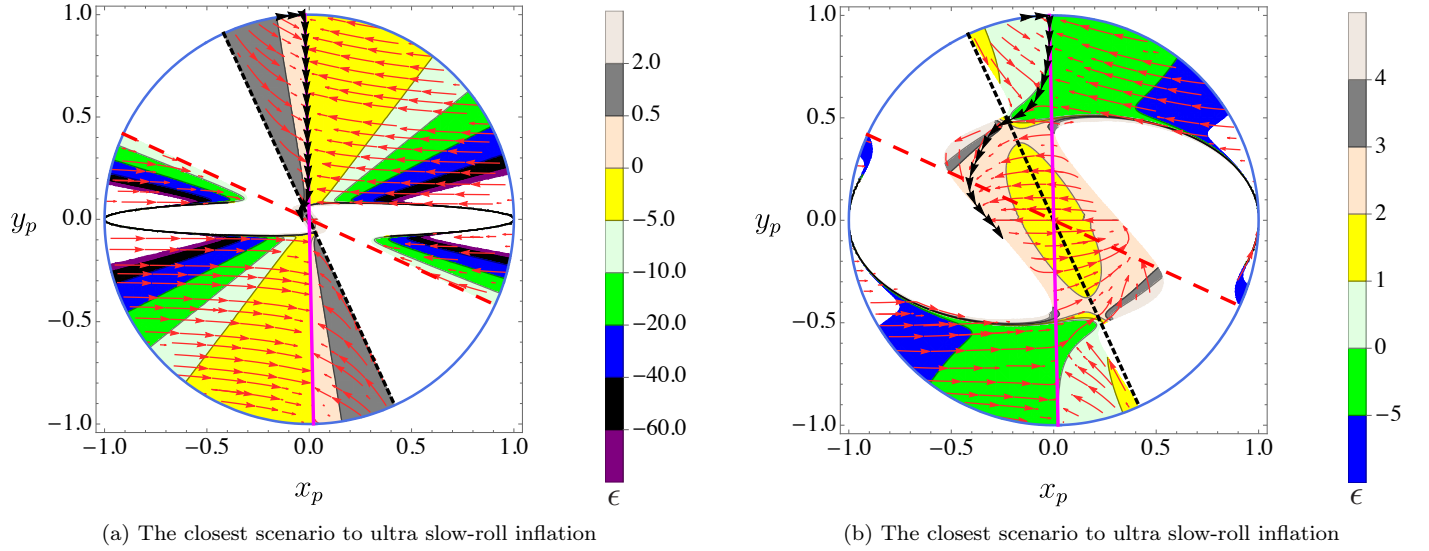 1.0
0.5
0.0
−0.5
−1.0
y_p
−1.0 −0.5 0.0 0.5 1.0
x_p
2.0
0.5
0
−5.0
−10.0
−20.0
−40.0
−60.0
ϵ
(a) The closest scenario to ultra slow-roll inflation
1.0
0.5
0.0
−0.5
−1.0
y_p
−1.0 −0.5 0.0 0.5 1.0
x_p
4
3
2
1
0
−5
ϵ
(b) The closest scenario to ultra slow-roll inflation